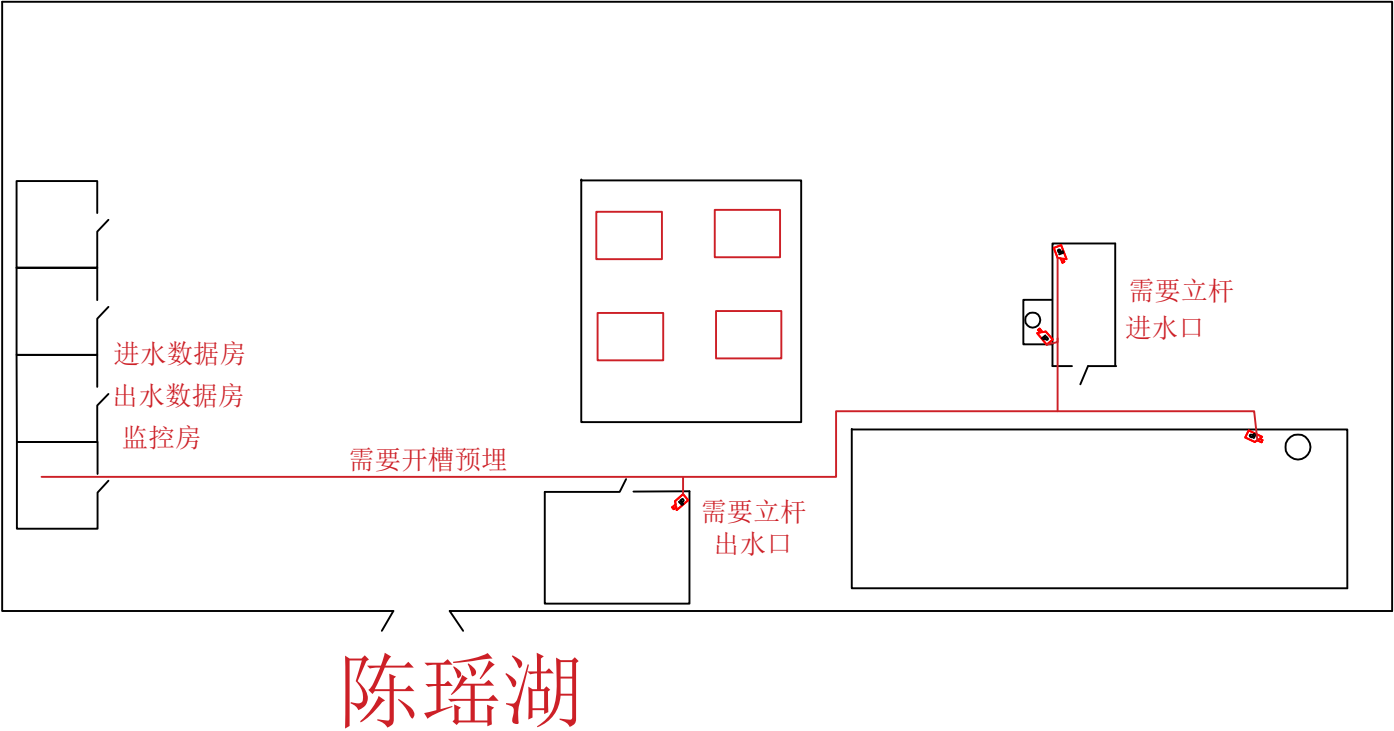 需要立杆
进水口
进水数据房
出水数据房
监控房
需要开槽预埋
需要立杆
出水口
陈瑶湖